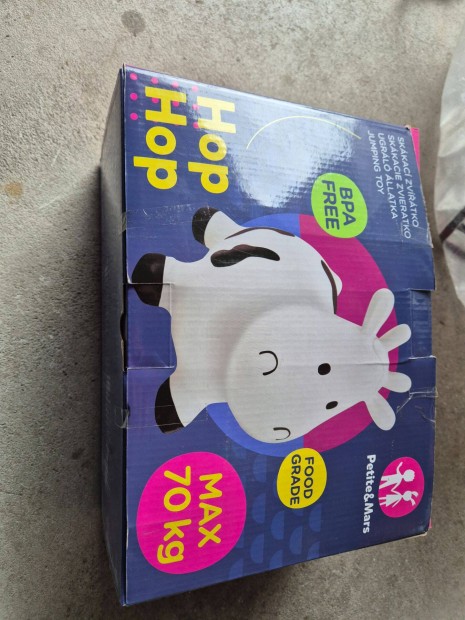 SKÁKACÍ ZVÍŘÁTKO
SKÁKACIE ZVIERATKO
UGRÁLÓ ÁLLATKA
JUMPING TOY
Hop
Hop
BPA
FREE
Petite&Mars
FOOD
GRADE
MAX
70 kg